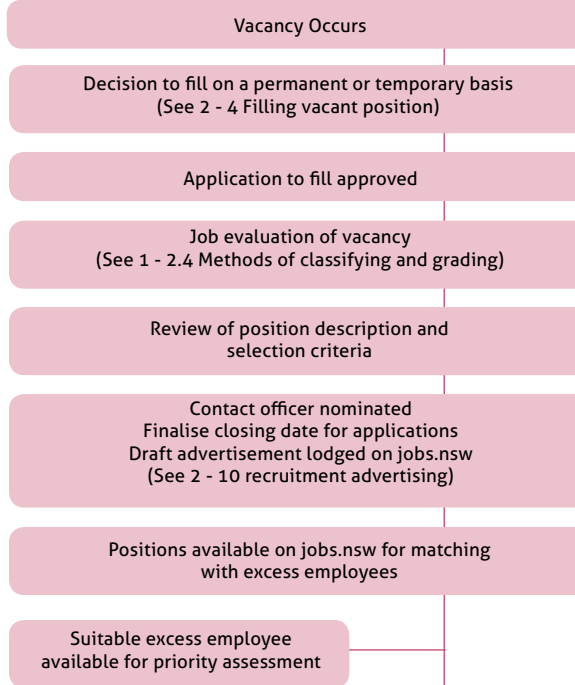 Vacancy Occurs
Decision to fill on a permanent or temporary basis
(See 2 - 4 Filling vacant position)
Application to fill approved
Job evaluation of vacancy
(See 1 - 2.4 Methods of classifying and grading)
Review of position description and
selection criteria
Contact officer nominated
Finalise closing date for applications
Draft advertisement lodged on jobs.nsw
(See 2 - 10 recruitment advertising)
Positions available on jobs.nsw for matching
with excess employees
Suitable excess employee
available for priority assessment